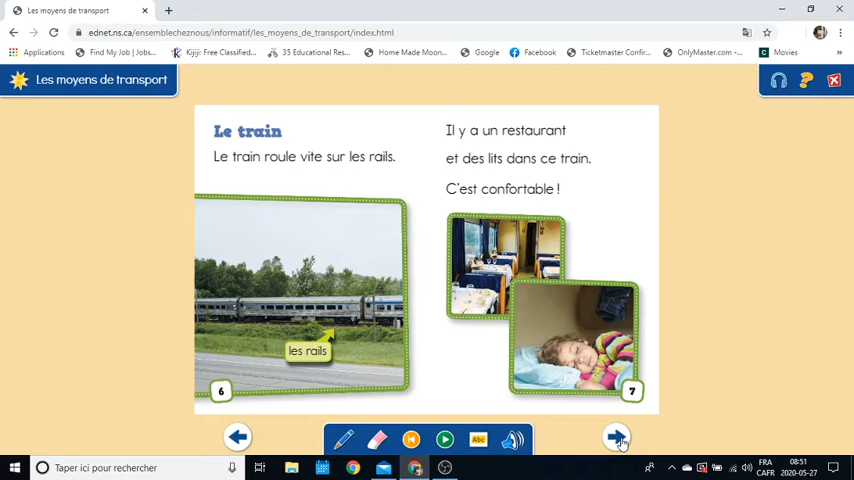 Les moyens de transport
ednet.ns.ca/ensemblecheznous/informatif/les_moyens_de_transport/index.html
Applications
Find My Job | Jobs...
Kijiji: Free Classified...
35 Educational Res...
Home Made Moon...
Google
Facebook
Ticketmaster Confir...
OnlyMaster.com -...
Movies
Les moyens de transport
Le train
Le train roule vite sur les rails.
les rails
6
Il y a un restaurant
et des lits dans ce train.
C'est confortable !
7
Abc
Taper ici pour rechercher
FRA
CAFR
08:51
2020-05-27